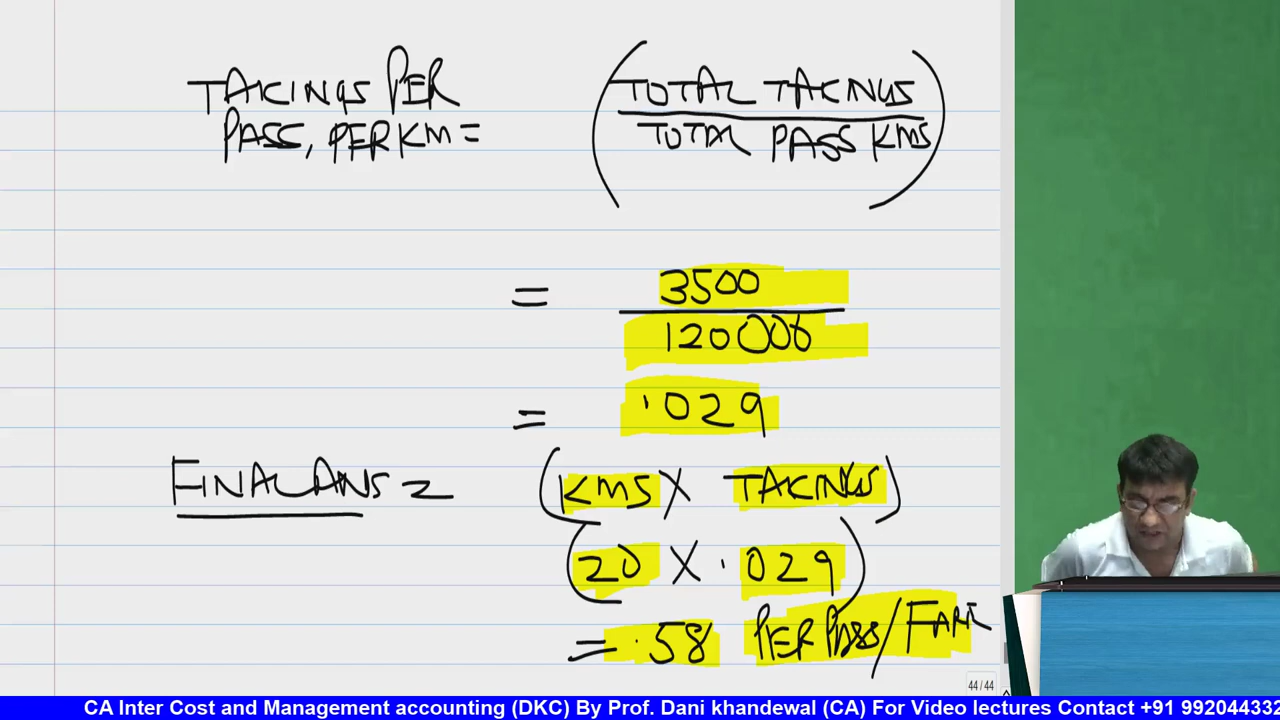 TAKINGS PER
PASS, PER KM =
(TOTAL TAKINGS
TOTAL PASS KMS)
= 3500
120000
= .029
FINAL ANS =
(KMS X TAKINGS)
(20 X .029)
= .58 PER PASS/FARE
44/44
CA Inter Cost and Management accounting (DKC) By Prof. Dani khandewal (CA) For Video lectures Contact +91 992044332